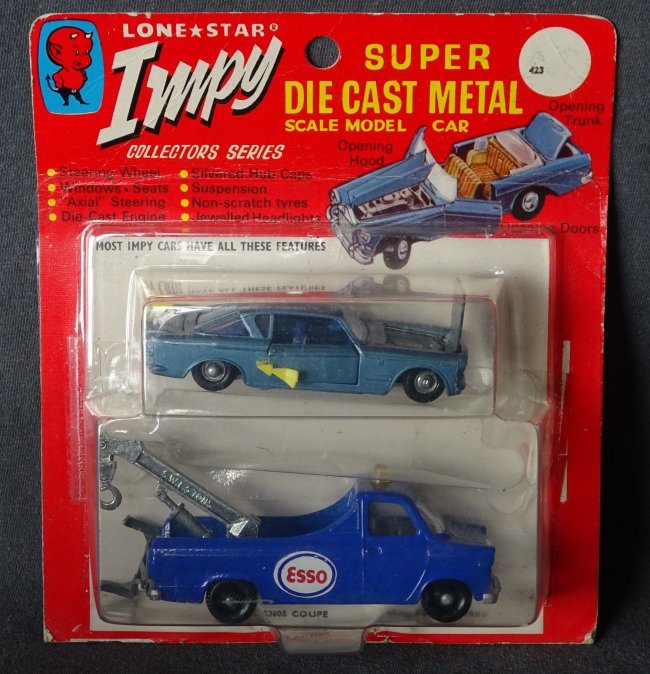 LONE★STAR®
Impy
COLLECTORS SERIES
SUPER
DIE CAST METAL
SCALE MODEL CAR
423
Opening
Trunk
Opening
Hood
Doors
• Steering Wheel
• Windows • Seats
• "Axial" Steering
• Die-Cast Engine
• Silvered Hub Caps
• Suspension
• Non-scratch tyres
• Jewelled Headlights
MOST IMPY CARS HAVE ALL THESE FEATURES
Esso
COUPE